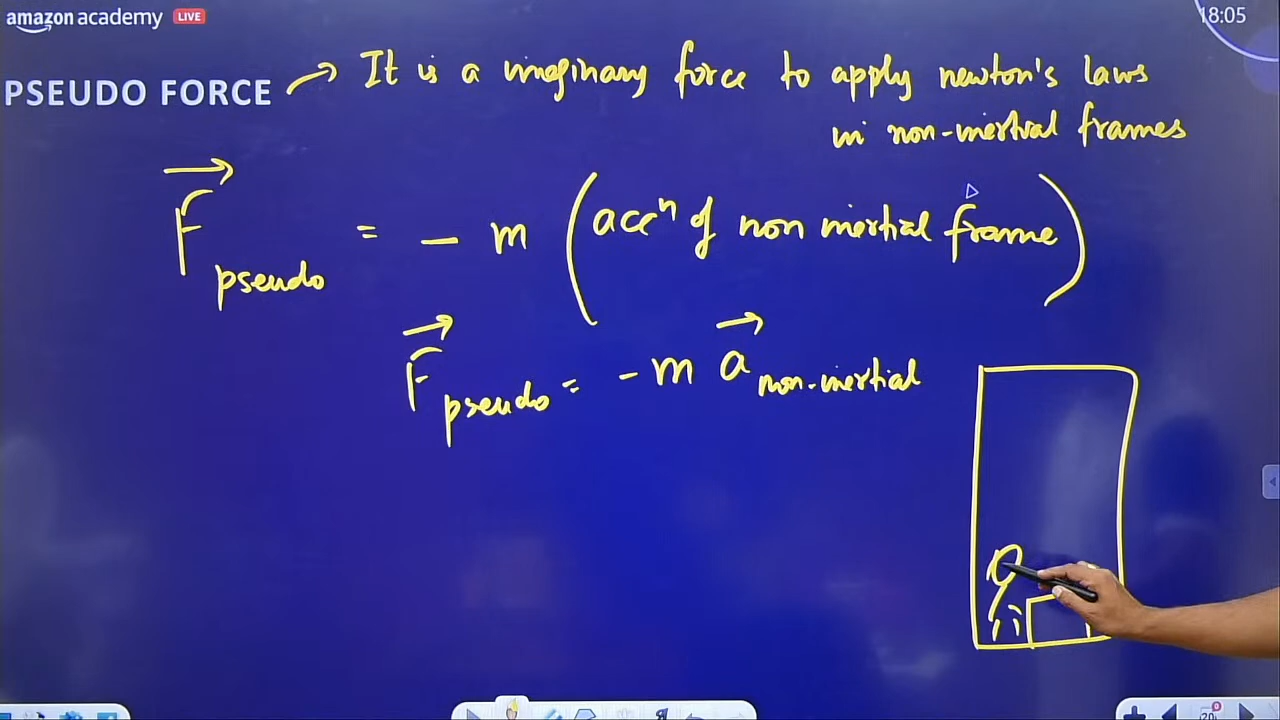 amazon academy LIVE
18:05
PSEUDO FORCE → It is a imaginary force to apply newton's laws
in non-inertial frames
F pseudo = - m (accⁿ of non inertial frame)
F pseudo = - m a non-inertial